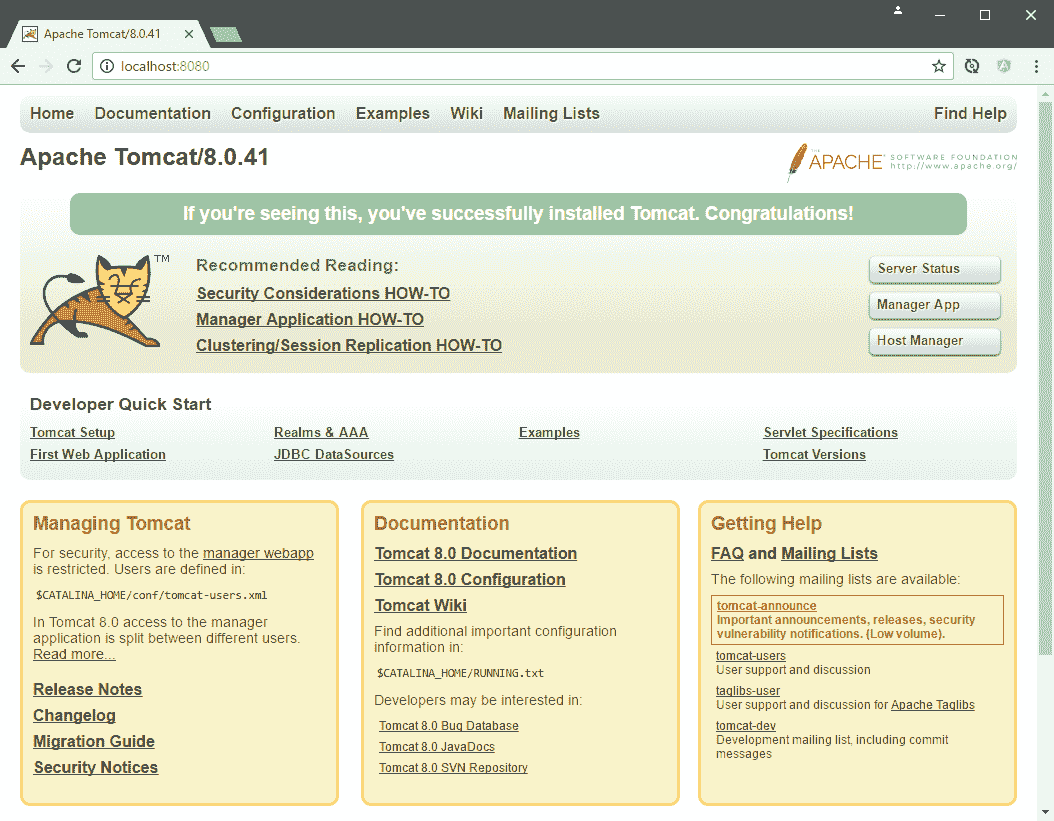 Apache Tomcat/8.0.41
localhost:8080
Home Documentation Configuration Examples Wiki Mailing Lists Find Help
Apache Tomcat/8.0.41
THE APACHE® SOFTWARE FOUNDATION
http://www.apache.org/
If you're seeing this, you've successfully installed Tomcat. Congratulations!
TM
Recommended Reading:
Security Considerations HOW-TO
Manager Application HOW-TO
Clustering/Session Replication HOW-TO
Server Status
Manager App
Host Manager
Developer Quick Start
Tomcat Setup
First Web Application
Realms & AAA
JDBC DataSources
Examples
Servlet Specifications
Tomcat Versions
Managing Tomcat
For security, access to the manager webapp
is restricted. Users are defined in:
$CATALINA_HOME/conf/tomcat-users.xml
In Tomcat 8.0 access to the manager
application is split between different users.
Read more...
Release Notes
Changelog
Migration Guide
Security Notices
Documentation
Tomcat 8.0 Documentation
Tomcat 8.0 Configuration
Tomcat Wiki
Find additional important configuration
information in:
$CATALINA_HOME/RUNNING.txt
Developers may be interested in:
Tomcat 8.0 Bug Database
Tomcat 8.0 JavaDocs
Tomcat 8.0 SVN Repository
Getting Help
FAQ and Mailing Lists
The following mailing lists are available:
tomcat-announce
Important announcements, releases, security
vulnerability notifications. (Low volume).
tomcat-users
User support and discussion
taglibs-user
User support and discussion for Apache Taglibs
tomcat-dev
Development mailing list, including commit
messages